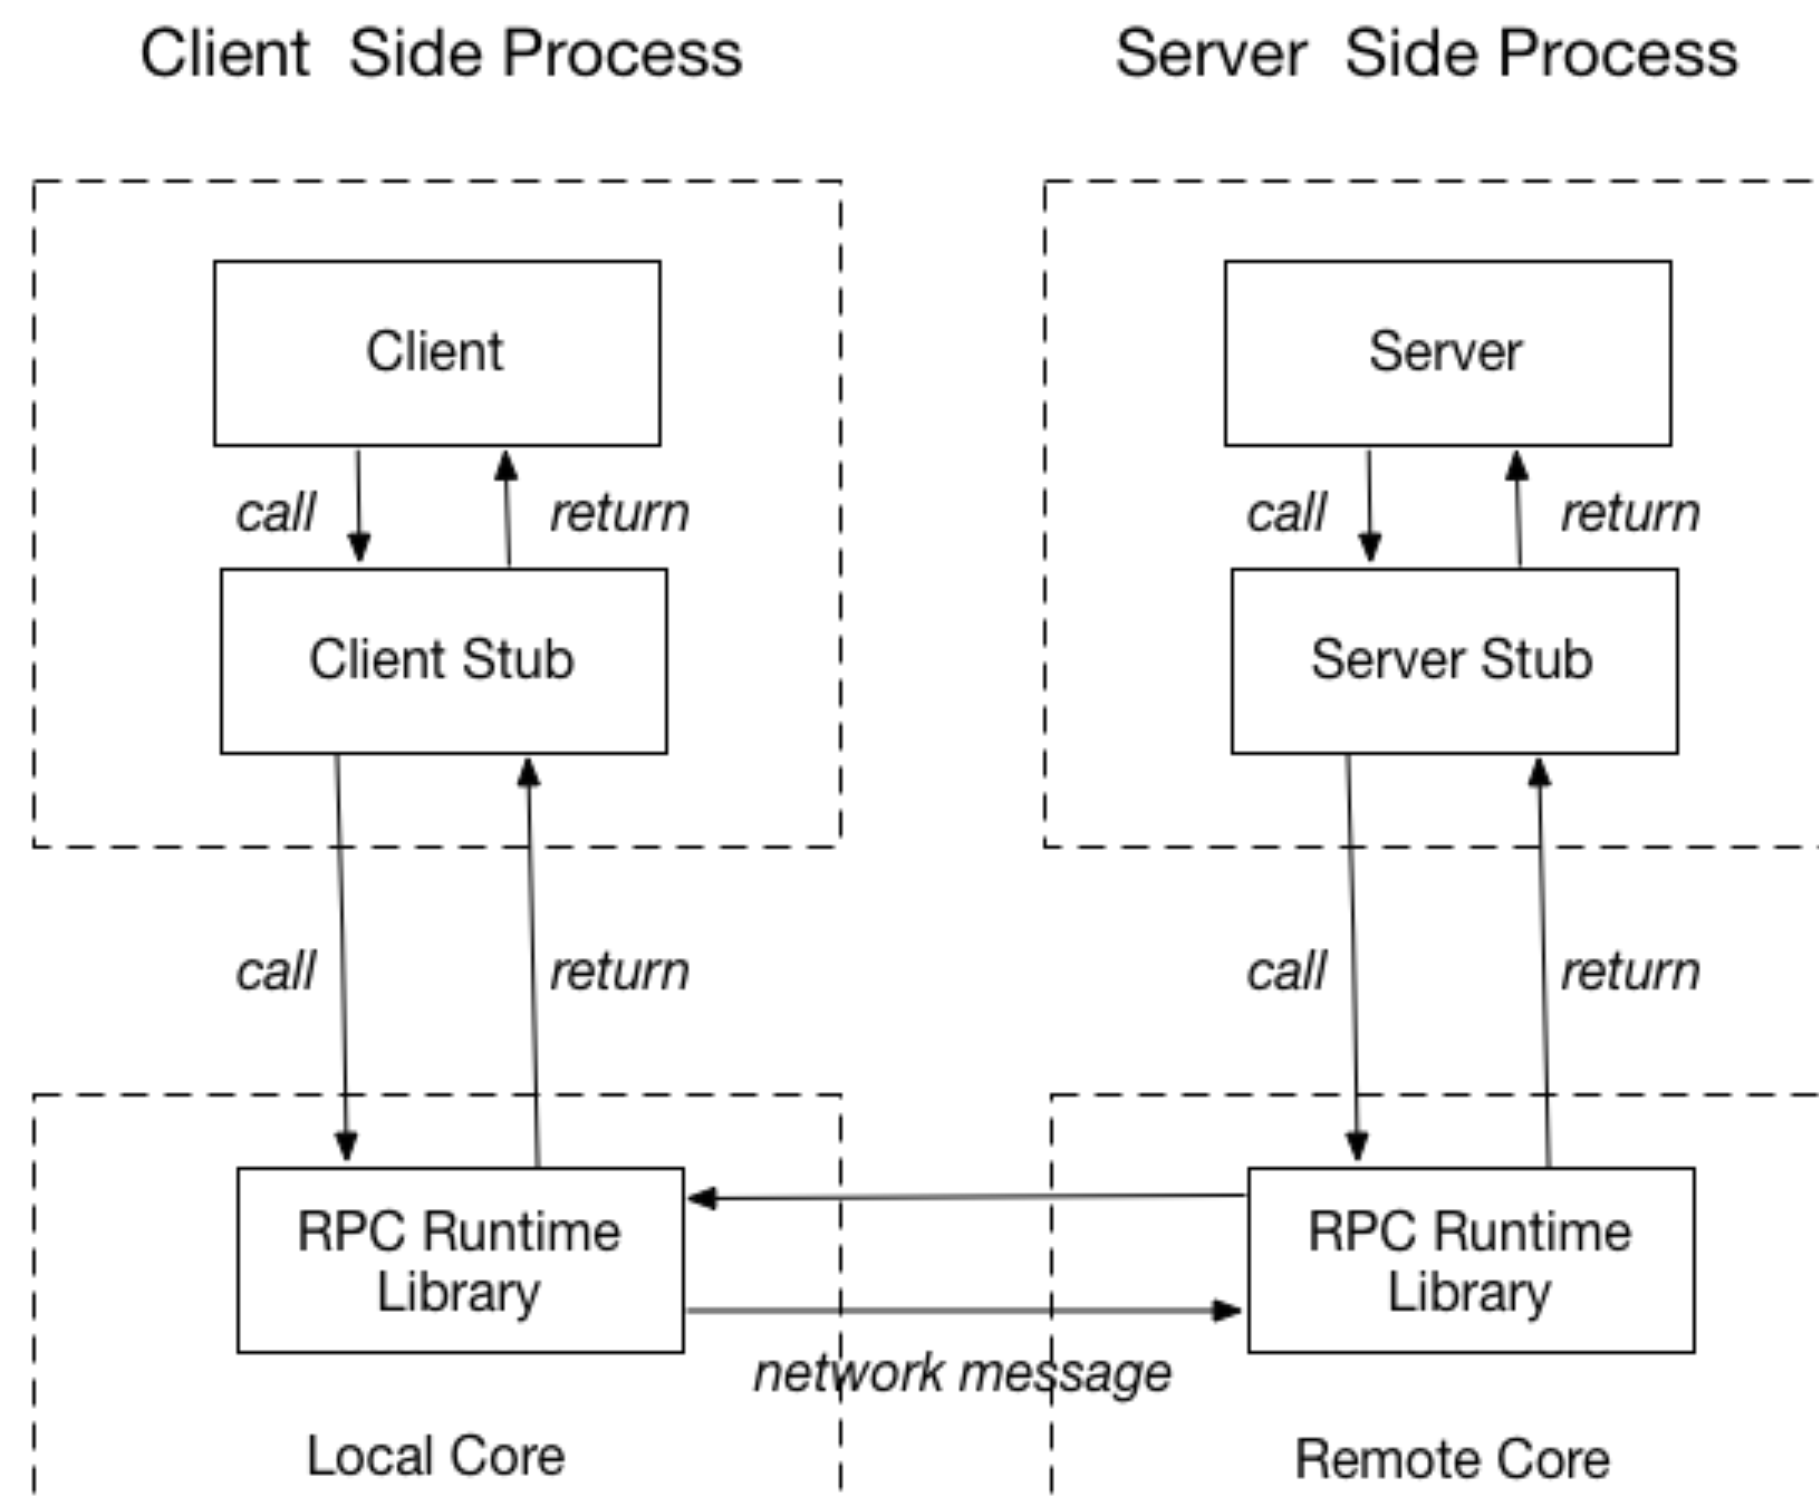 Client Side Process
Server Side Process
Client
Server
call
return
call
return
Client Stub
Server Stub
call
return
call
return
RPC Runtime
Library
RPC Runtime
Library
network message
Local Core
Remote Core